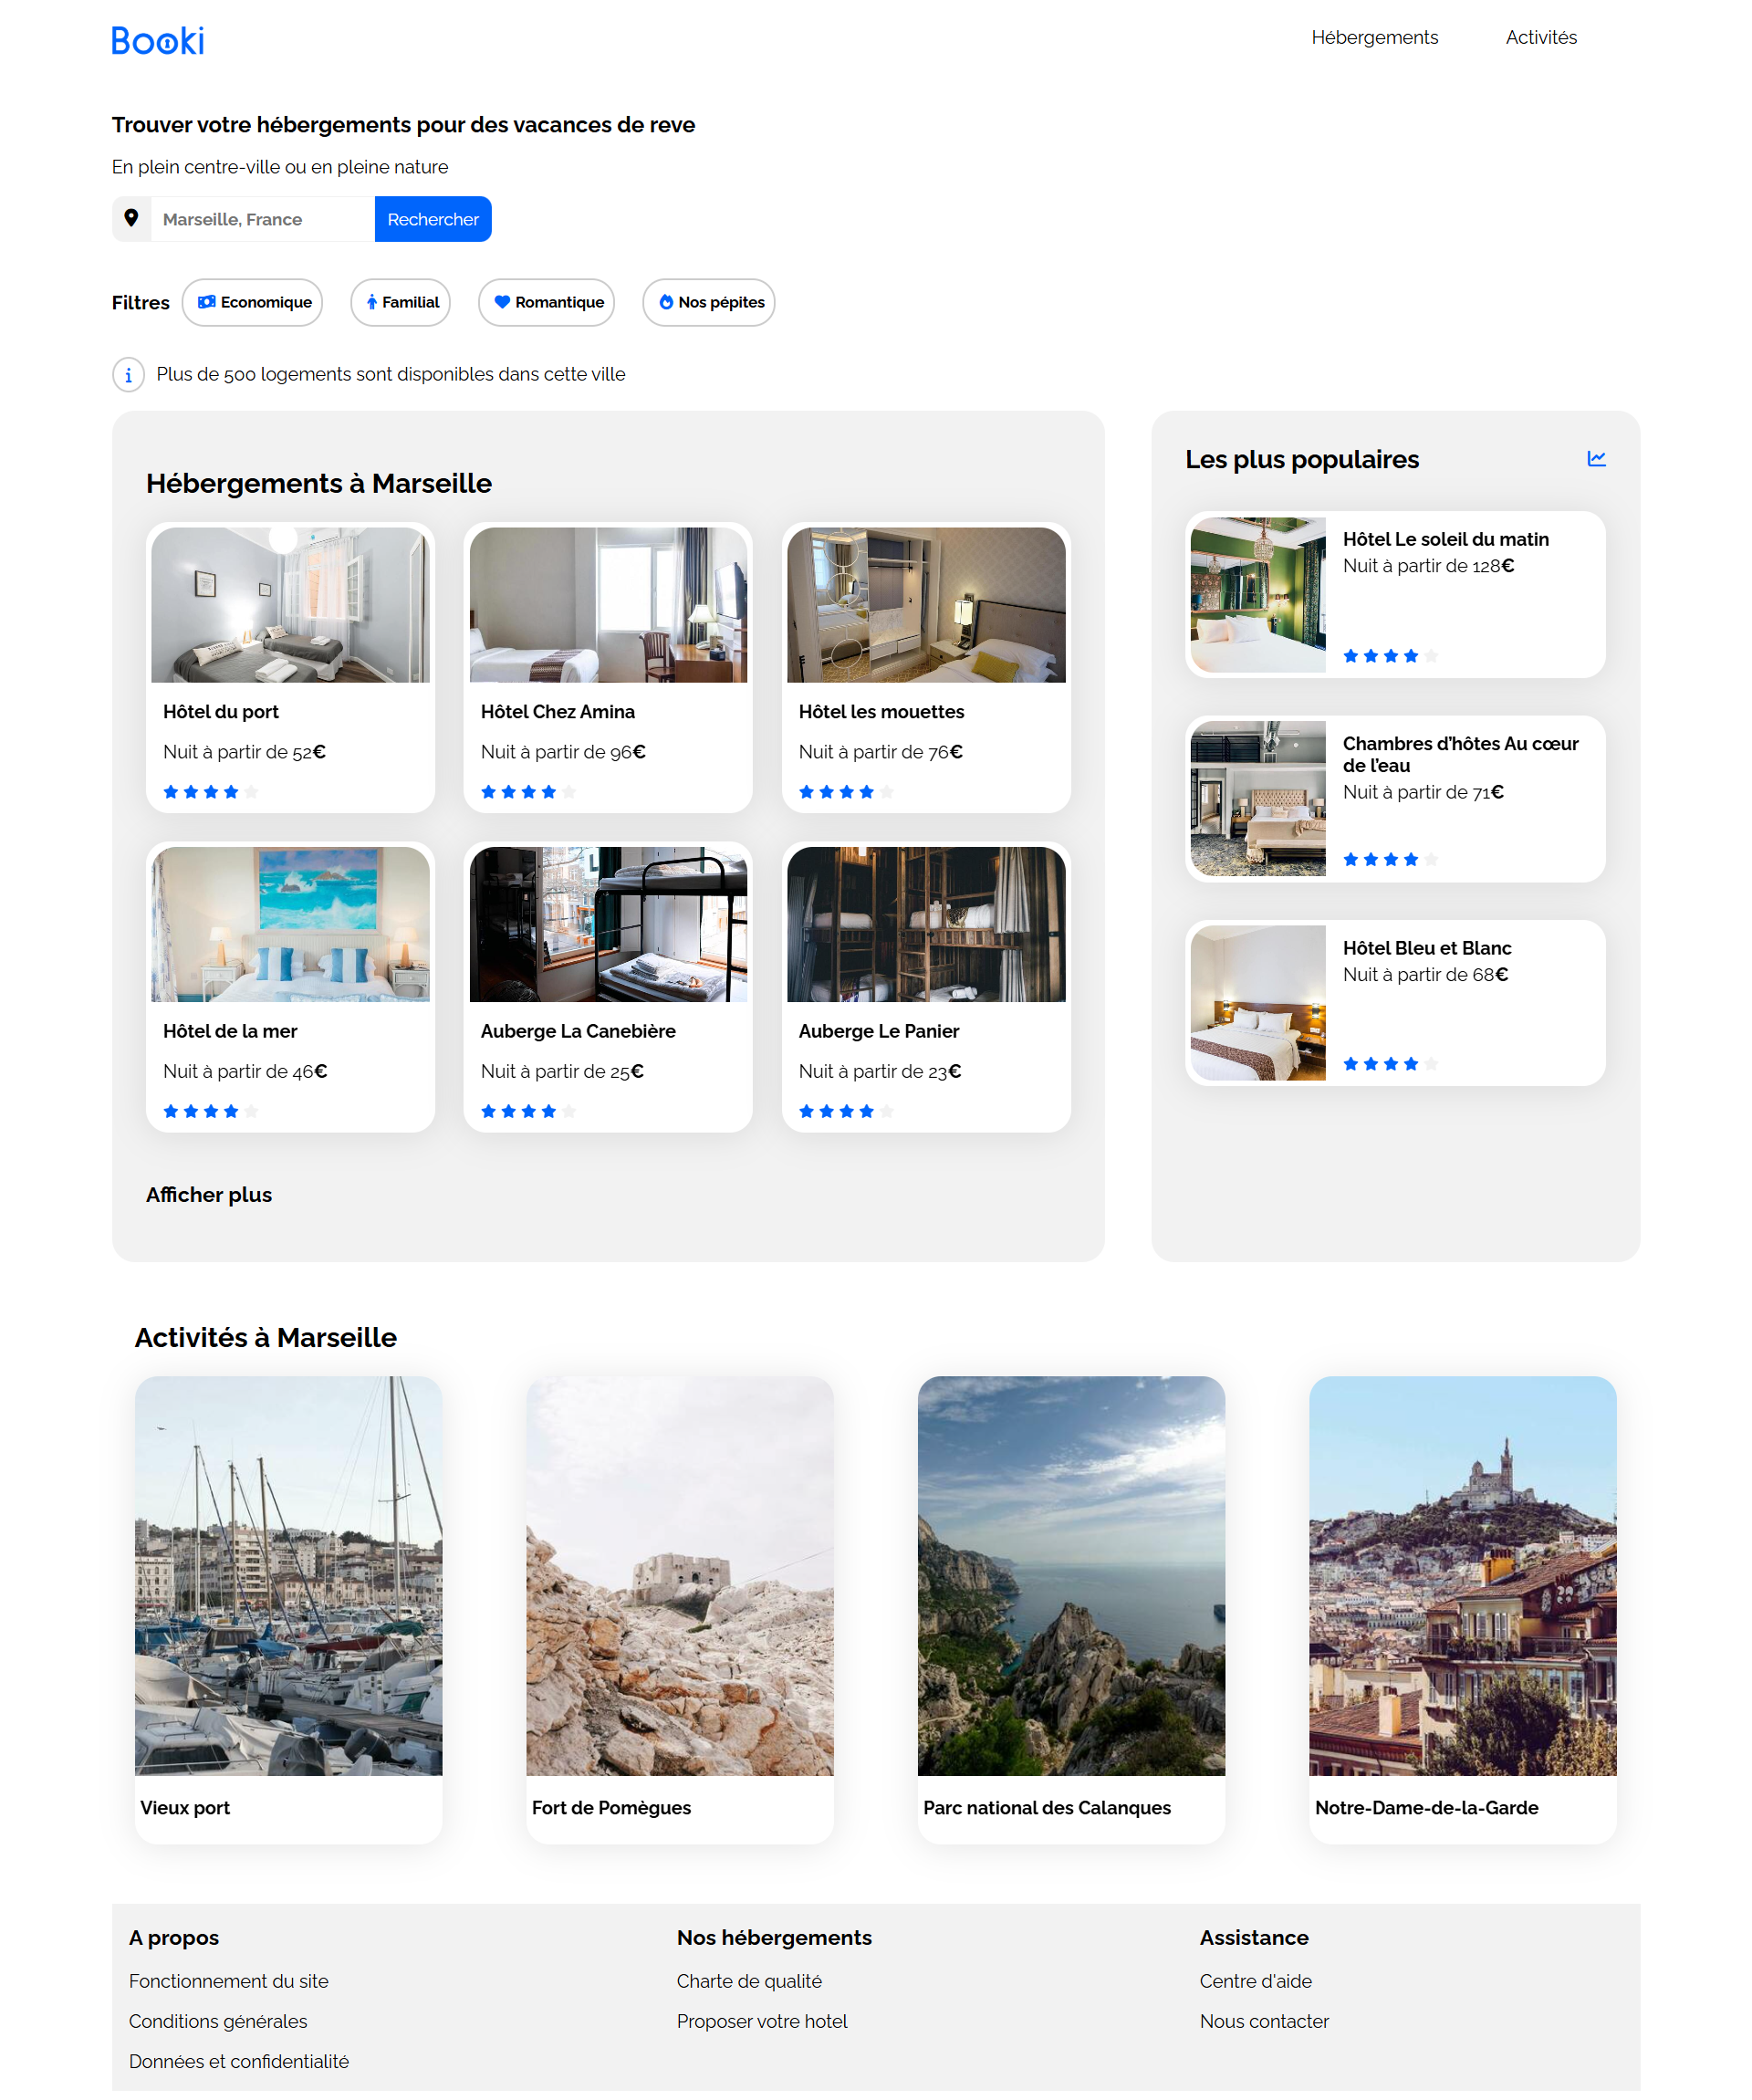 Booki
Hébergements
Activités
Trouver votre hébergements pour des vacances de reve
En plein centre-ville ou en pleine nature
Marseille, France
Rechercher
Filtres
Economique
Familial
Romantique
Nos pépites
Plus de 500 logements sont disponibles dans cette ville
Hébergements à Marseille
Hôtel du port
Nuit à partir de 52€
Hôtel Chez Amina
Nuit à partir de 96€
Hôtel les mouettes
Nuit à partir de 76€
Hôtel de la mer
Nuit à partir de 46€
Auberge La Canebière
Nuit à partir de 25€
Auberge Le Panier
Nuit à partir de 23€
Afficher plus
Les plus populaires
Hôtel Le soleil du matin
Nuit à partir de 128€
Chambres d'hôtes Au cœur
de l'eau
Nuit à partir de 71€
Hôtel Bleu et Blanc
Nuit à partir de 68€
Activités à Marseille
Vieux port
Fort de Pomègues
Parc national des Calanques
Notre-Dame-de-la-Garde
A propos
Fonctionnement du site
Conditions générales
Données et confidentialité
Nos hébergements
Charte de qualité
Proposer votre hotel
Assistance
Centre d'aide
Nous contacter